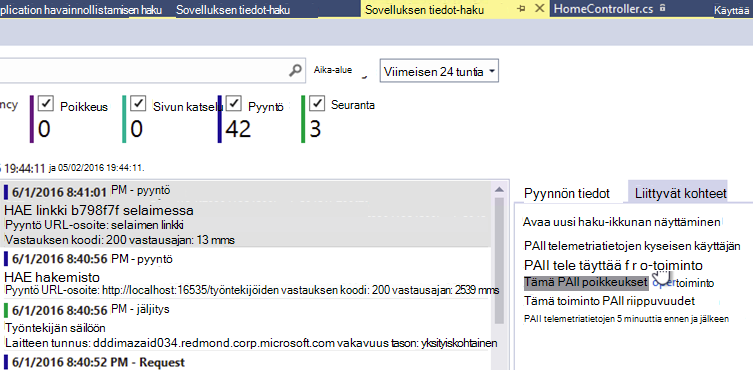 plication havainnollistamisen haku Sovelluksen tiedot-haku Sovelluksen tiedot-haku HomeController.cs Käyttää
Aika-alue Viimeisen 24 tuntia
ncy Poikkeus Sivun katselu Pyyntö Seuranta
0 0 42 3
19:44:11 ja 05/02/2016 19:44:11.
6/1/2016 8:41:01 PM - pyyntö
HAE linkki b798f7f selaimessa
Pyyntö URL-osoite: selaimen linkki
Vastauksen koodi: 200 vastausajan: 13 mms
6/1/2016 8:40:56 PM - pyyntö
HAE hakemisto
Pyyntö URL-osoite: http://localhost:16535/työntekijöiden vastauksen koodi: 200 vastausajan: 2539 mms
6/1/2016 8:40:56 PM - jäljitys
Työntekijän säilöön
Laitteen tunnus: dddimazaid034.redmond.corp.microsoft.com vakavuus tason: yksityiskohtainen
6/1/2016 8:40:52 PM - Request
Pyynnön tiedot Liittyvät kohteet
Avaa uusi haku-ikkunan näyttäminen
PAII telemetriatietojen kyseisen käyttäjän
PAII tele täyttää f r o-toiminto
Tämä PAII poikkeukset opertoiminto
Tämä toiminto PAII riippuvuudet
PAII telemetriatietojen 5 minuuttia ennen ja jälkeen